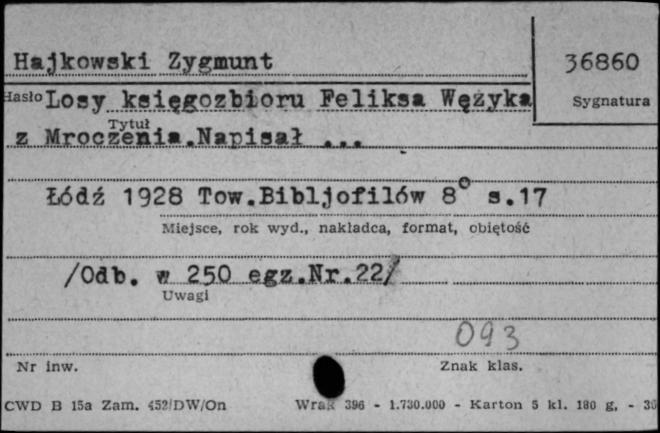 Hajkowski Zygmunt
36860
Hasło Losy księgozbioru Feliksa Wężyka
Sygnatura
Tytuł
z Mroczenia.Napisał ...
Łódź 1928 Tow.Bibljofilów 8° s.17
Miejsce, rok wyd., nakładca, format, objętość
/Odb. w 250 egz.Nr.22/
Uwagi
093
Nr inw.
Znak klas.
CWD B 15a Zam. 452/DW/On
Wrak 396 - 1.730.000 - Karton 5 kl. 180 g. -